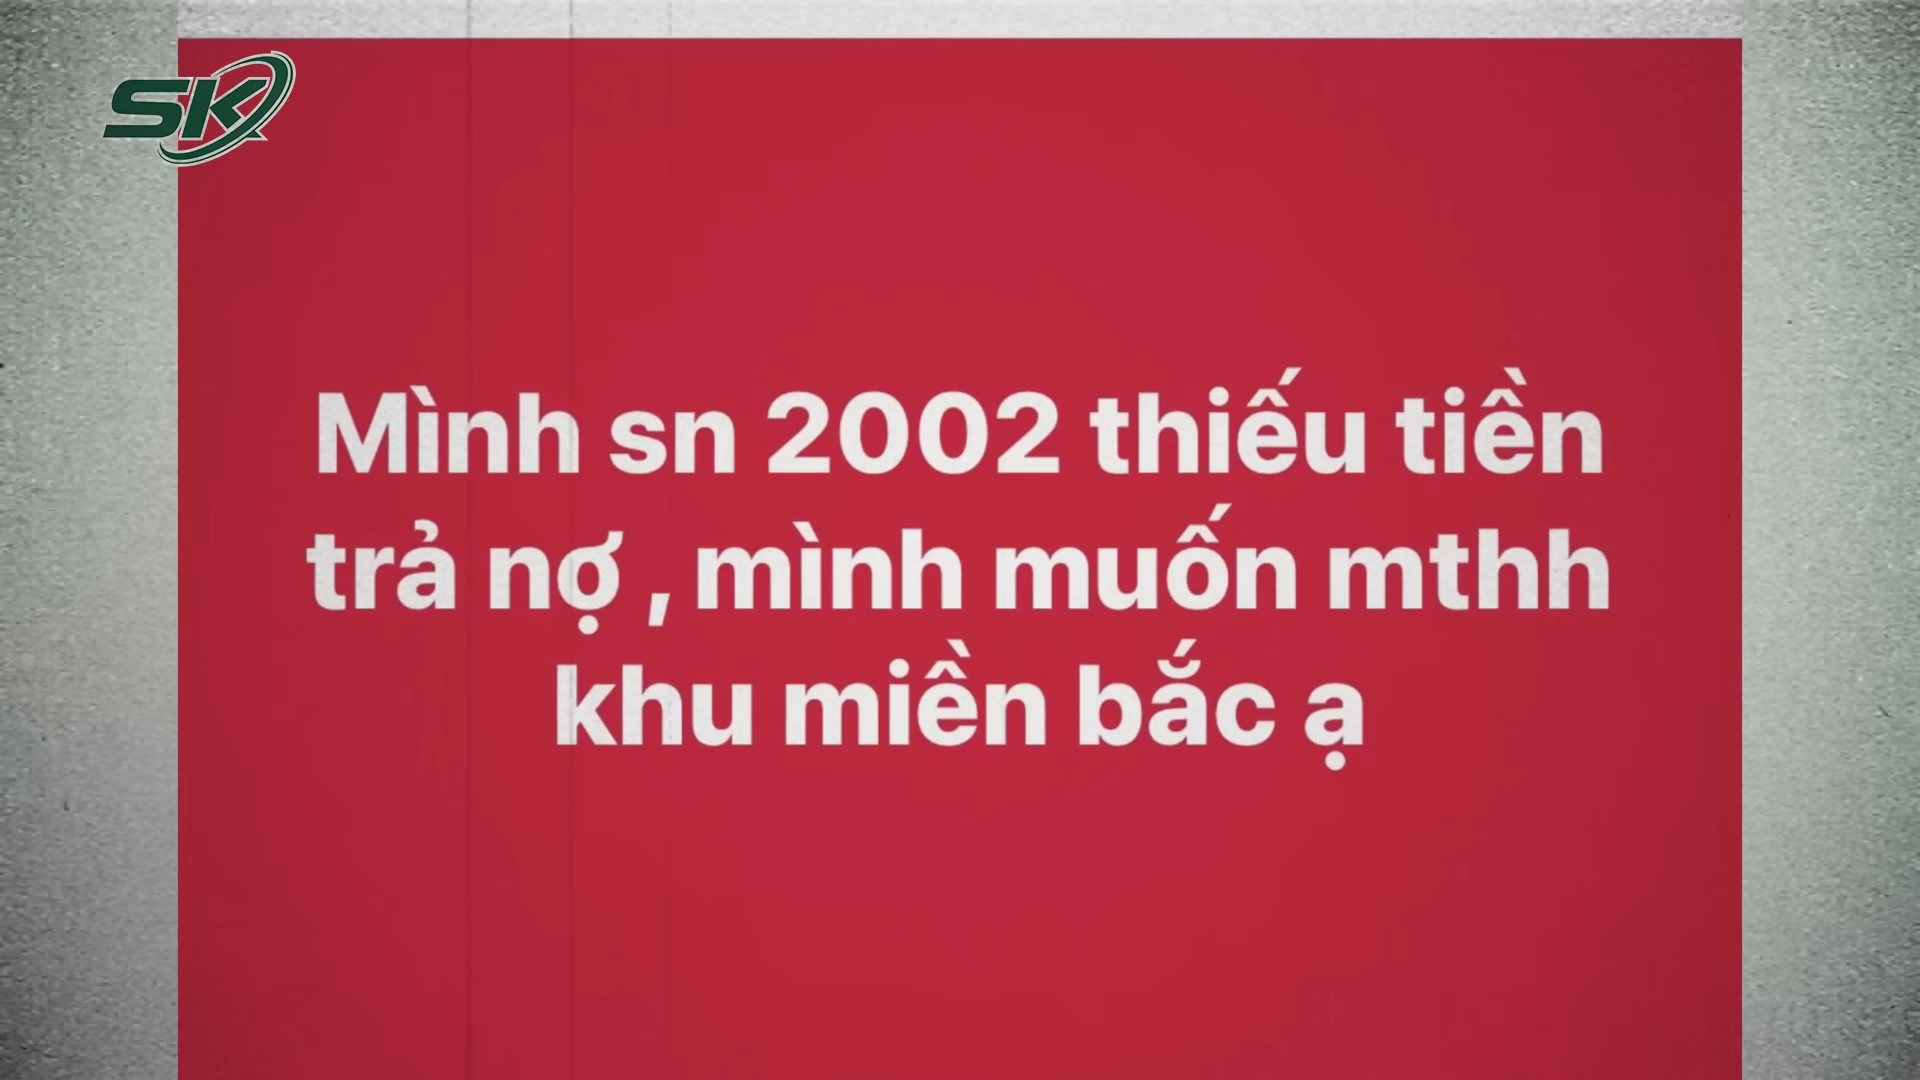 SK
Mình sn 2002 thiếu tiền
trả nợ , mình muốn mthh
khu miền bắc ạ